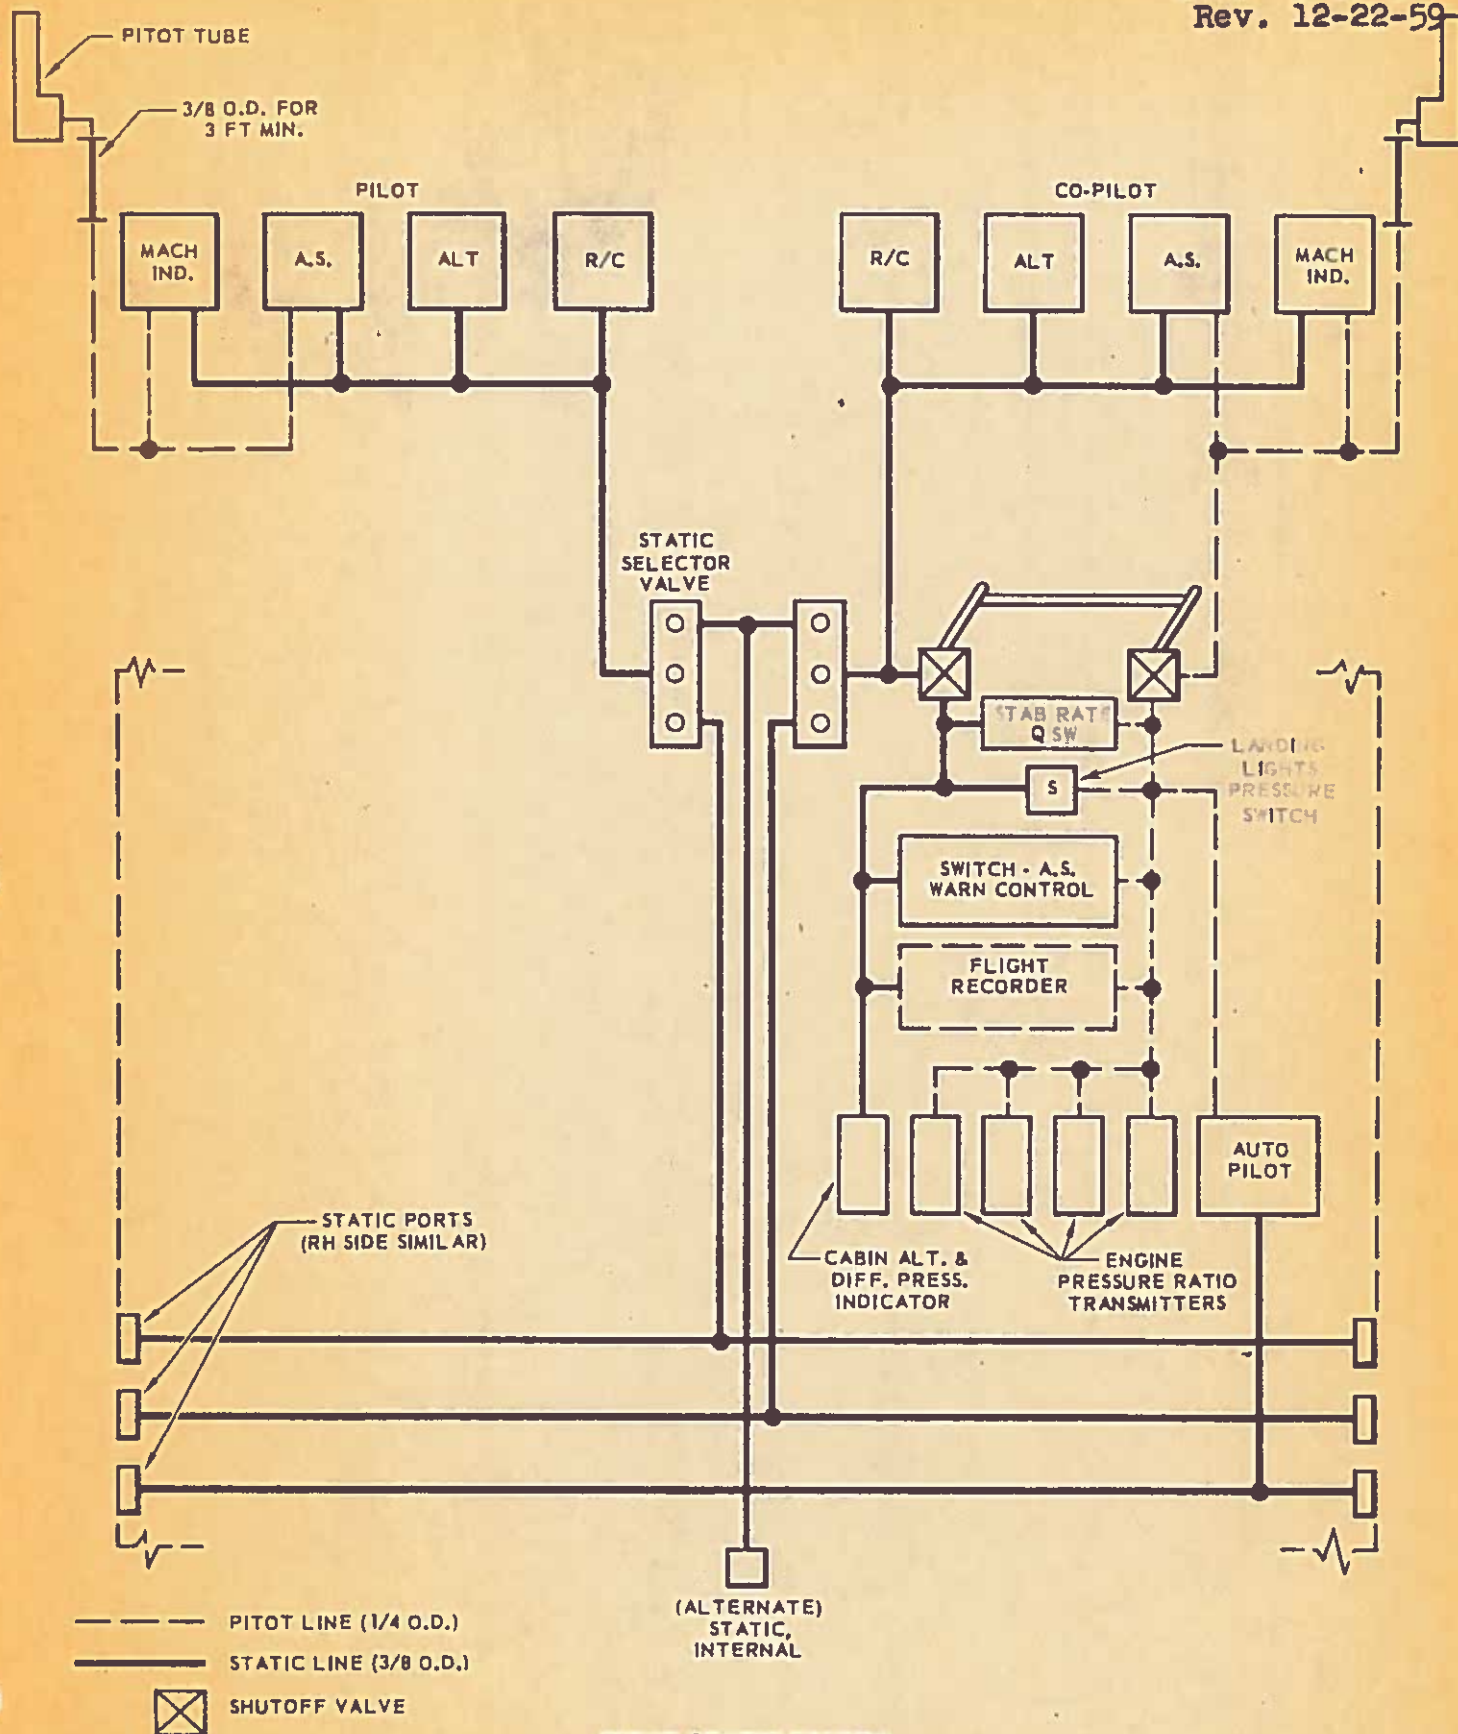 Rev. 12-22-59
PITOT TUBE
3/8 O.D. FOR
3 FT MIN.
PILOT
CO-PILOT
MACH
IND.
A.S.
ALT
R/C
R/C
ALT
A.S.
MACH
IND.
STATIC
SELECTOR
VALVE
STAB RATE
Q SW
S
LANDING
LIGHTS
PRESSURE
SWITCH
SWITCH - A.S.
WARN CONTROL
FLIGHT
RECORDER
AUTO
PILOT
STATIC PORTS
(RH SIDE SIMILAR)
CABIN ALT. &
DIFF. PRESS.
INDICATOR
ENGINE
PRESSURE RATIO
TRANSMITTERS
(ALTERNATE)
STATIC,
INTERNAL
PITOT LINE (1/4 O.D.)
STATIC LINE (3/8 O.D.)
SHUTOFF VALVE